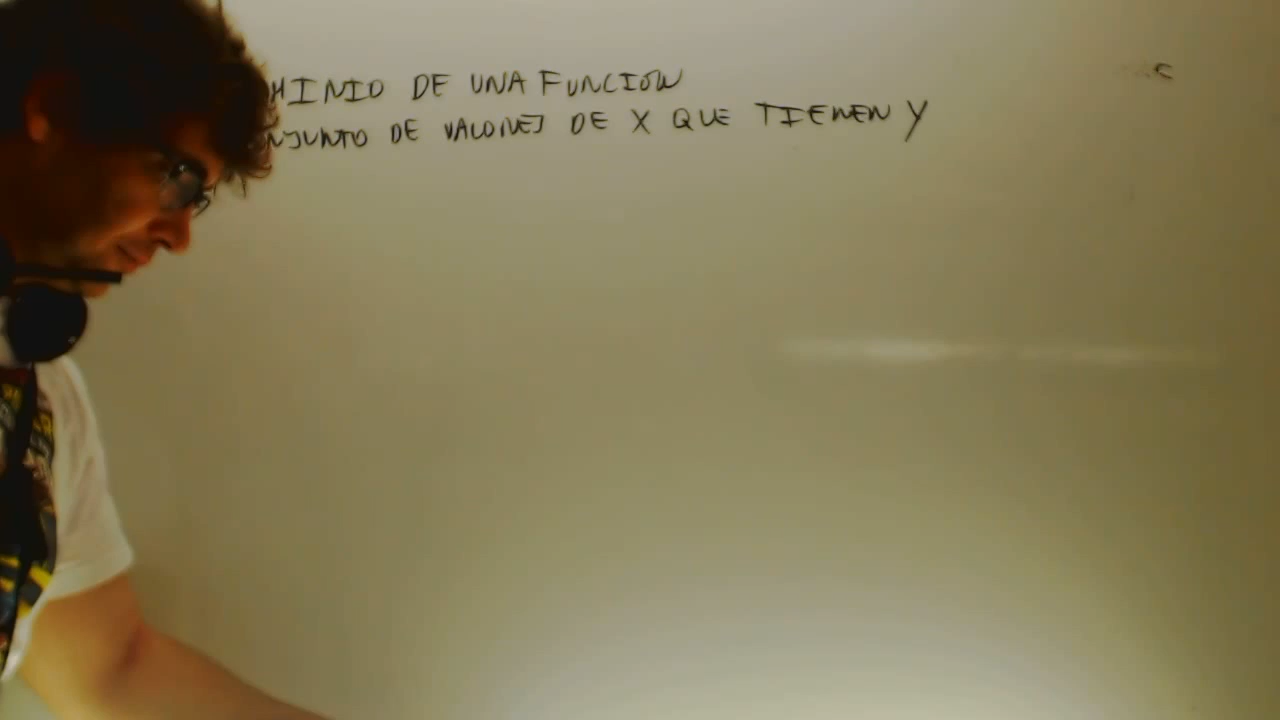 MINIO DE UNA FUNCION
NJUNTO DE VALORES DE X QUE TIENEN Y